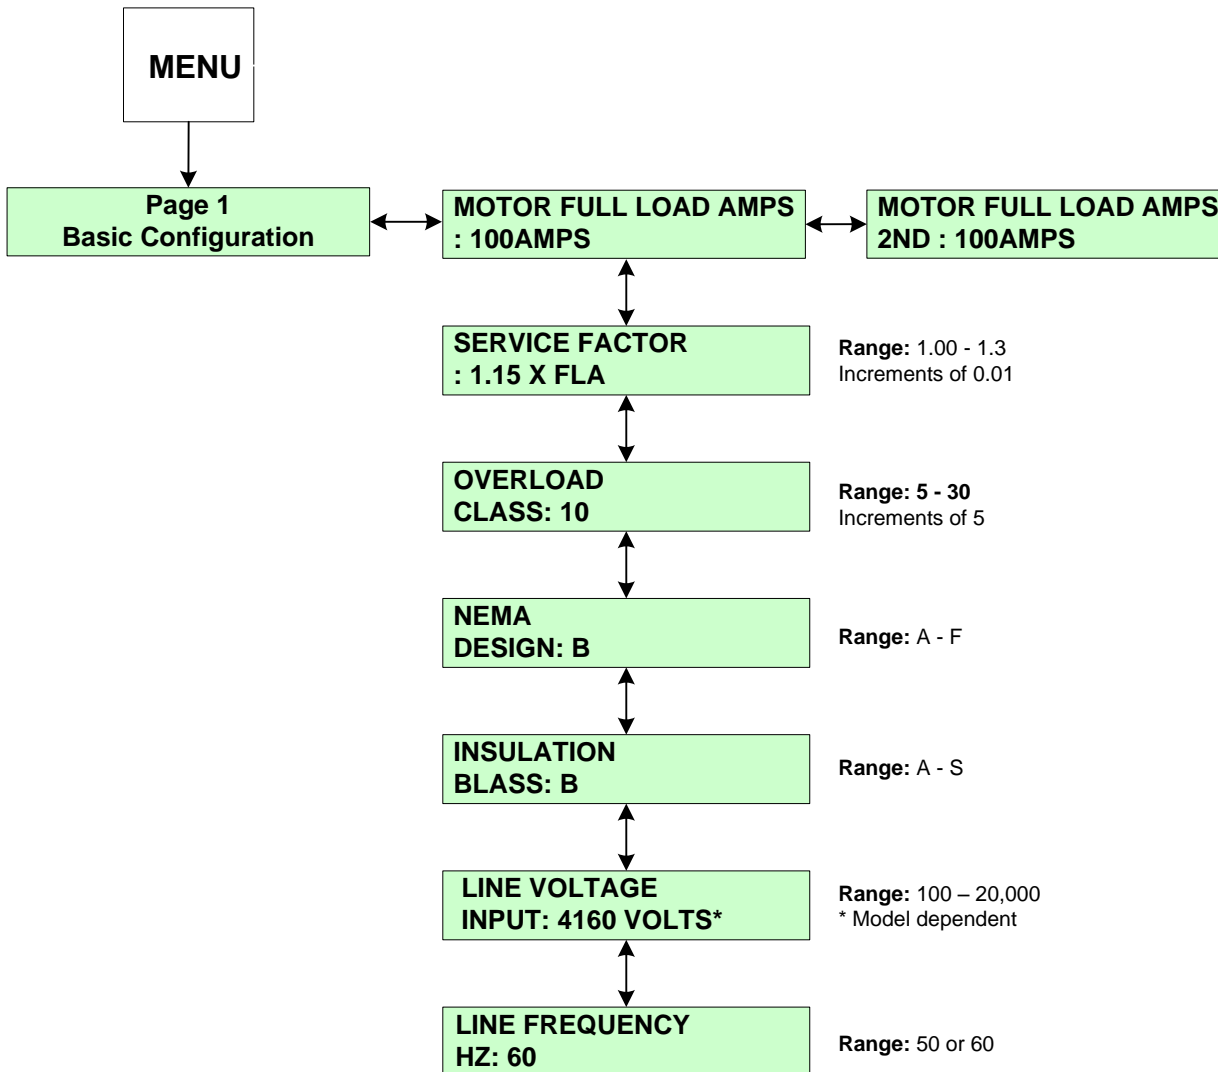 MENU
Page 1
Basic Configuration
MOTOR FULL LOAD AMPS
: 100AMPS
MOTOR FULL LOAD AMPS
2ND : 100AMPS
SERVICE FACTOR
: 1.15 X FLA
Range: 1.00 - 1.3
Increments of 0.01
OVERLOAD
CLASS: 10
Range: 5 - 30
Increments of 5
NEMA
DESIGN: B
Range: A - F
INSULATION
BLASS: B
Range: A - S
LINE VOLTAGE
INPUT: 4160 VOLTS*
Range: 100 – 20,000
* Model dependent
LINE FREQUENCY
HZ: 60
Range: 50 or 60